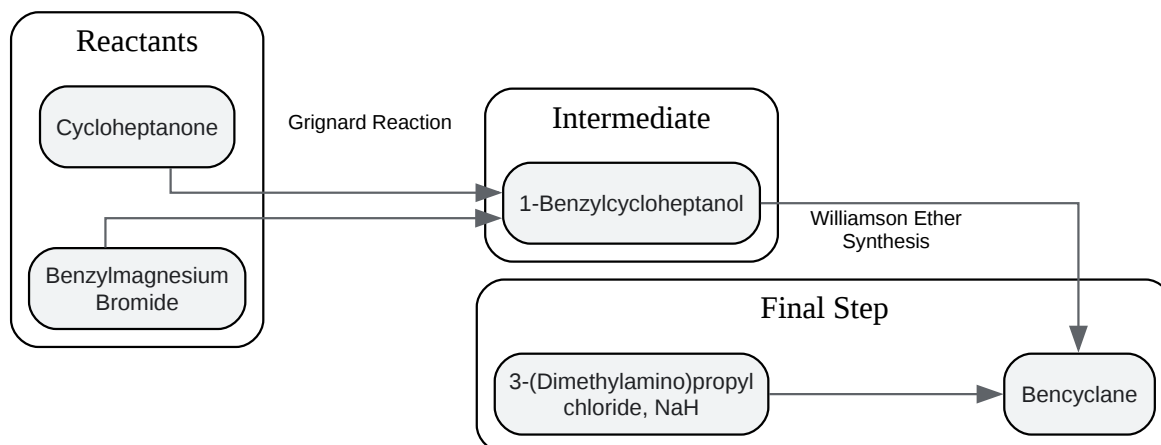 Reactants
Cycloheptanone
Benzylmagnesium
Bromide
Grignard Reaction
Intermediate
1-Benzylcycloheptanol
Williamson Ether
Synthesis
Final Step
3-(Dimethylamino)propyl
chloride, NaH
Bencyclane